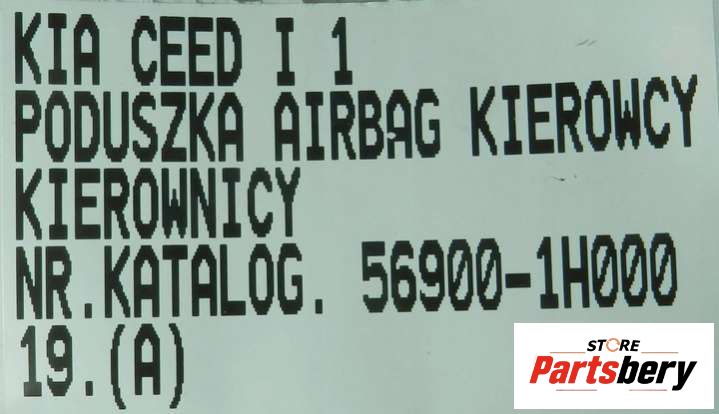 KIA CEED I 1
PODUSZKA AIRBAG KIEROWCY
KIEROWNICY
NR.KATALOG. 56900-1H000
19.(A)
STORE
Partsbery